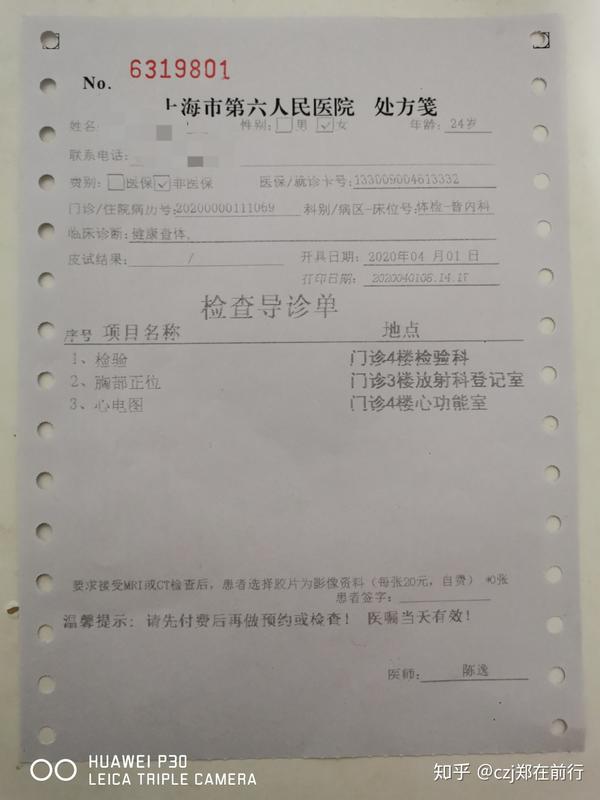 No. 6319801
上海市第六人民医院 处方笺
姓名: 性别: 男 ✓女 年龄: 24岁
联系电话:
费别: 医保 ✓非医保 医保/就诊卡号: 133009004613332
门诊/住院病历号: 20200000111069 科别/病区-床位号: 体检-普内科
临床诊断: 健康查体,
皮试结果: / 开具日期: 2020年04月01日
打印日期: 2020040108.14.17
检查导诊单
序号 项目名称 地点
1、检验 门诊4楼检验科
2、胸部正位 门诊3楼放射科登记室
3、心电图 门诊4楼心功能室
要求接受MRI或CT检查后，患者选择胶片为影像资料（每张20元，自费） *0张
患者签字:
温馨提示: 请先付费后再做预约或检查! 医嘱当天有效!
医师: 陈逸
HUAWEI P30
LEICA TRIPLE CAMERA
知乎 @czj郑在前行